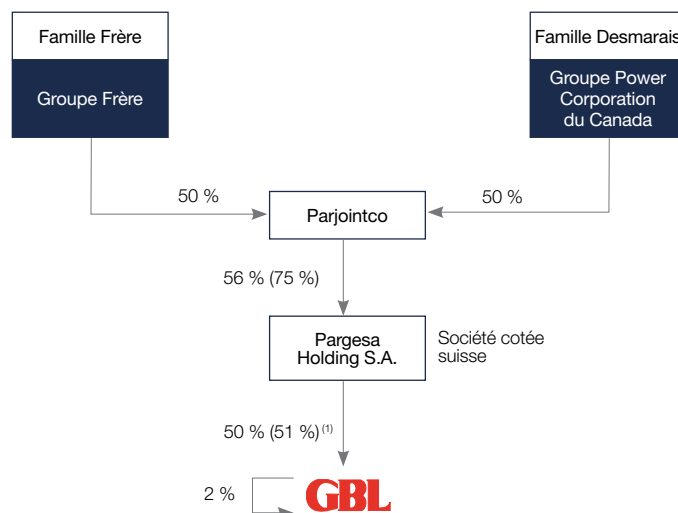 Famille Frère
Groupe Frère
Famille Desmarais
Groupe Power
Corporation
du Canada
50 %
50 %
Parjointco
56 % (75 %)
Pargesa
Holding S.A.
Société cotée
suisse
50 % (51 %) (1)
2 %
GBL